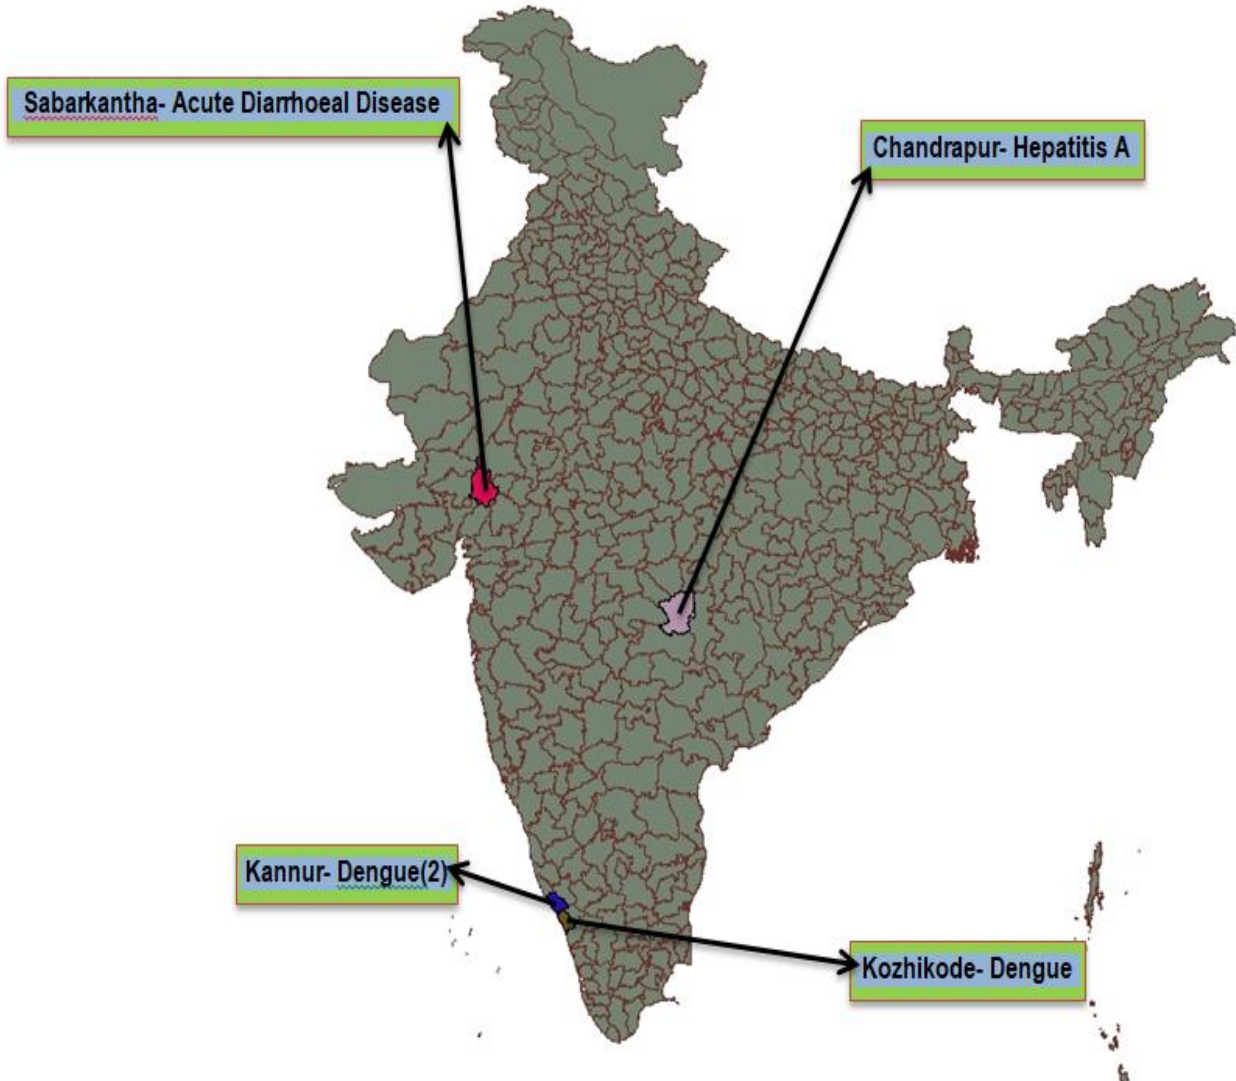 Sabarkantha- Acute Diarrhoeal Disease
Chandrapur- Hepatitis A
Kannur- Dengue(2)
Kozhikode- Dengue